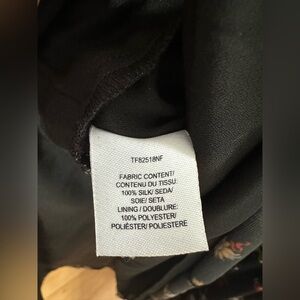 TF82518NF
FABRIC CONTENT/
CONTENU DU TISSU:
100% SILK/ SEDA/
SOIE/ SETA
LINING / DOUBLURE:
100% POLYESTER/
POLIÉSTER/ POLIESTERE